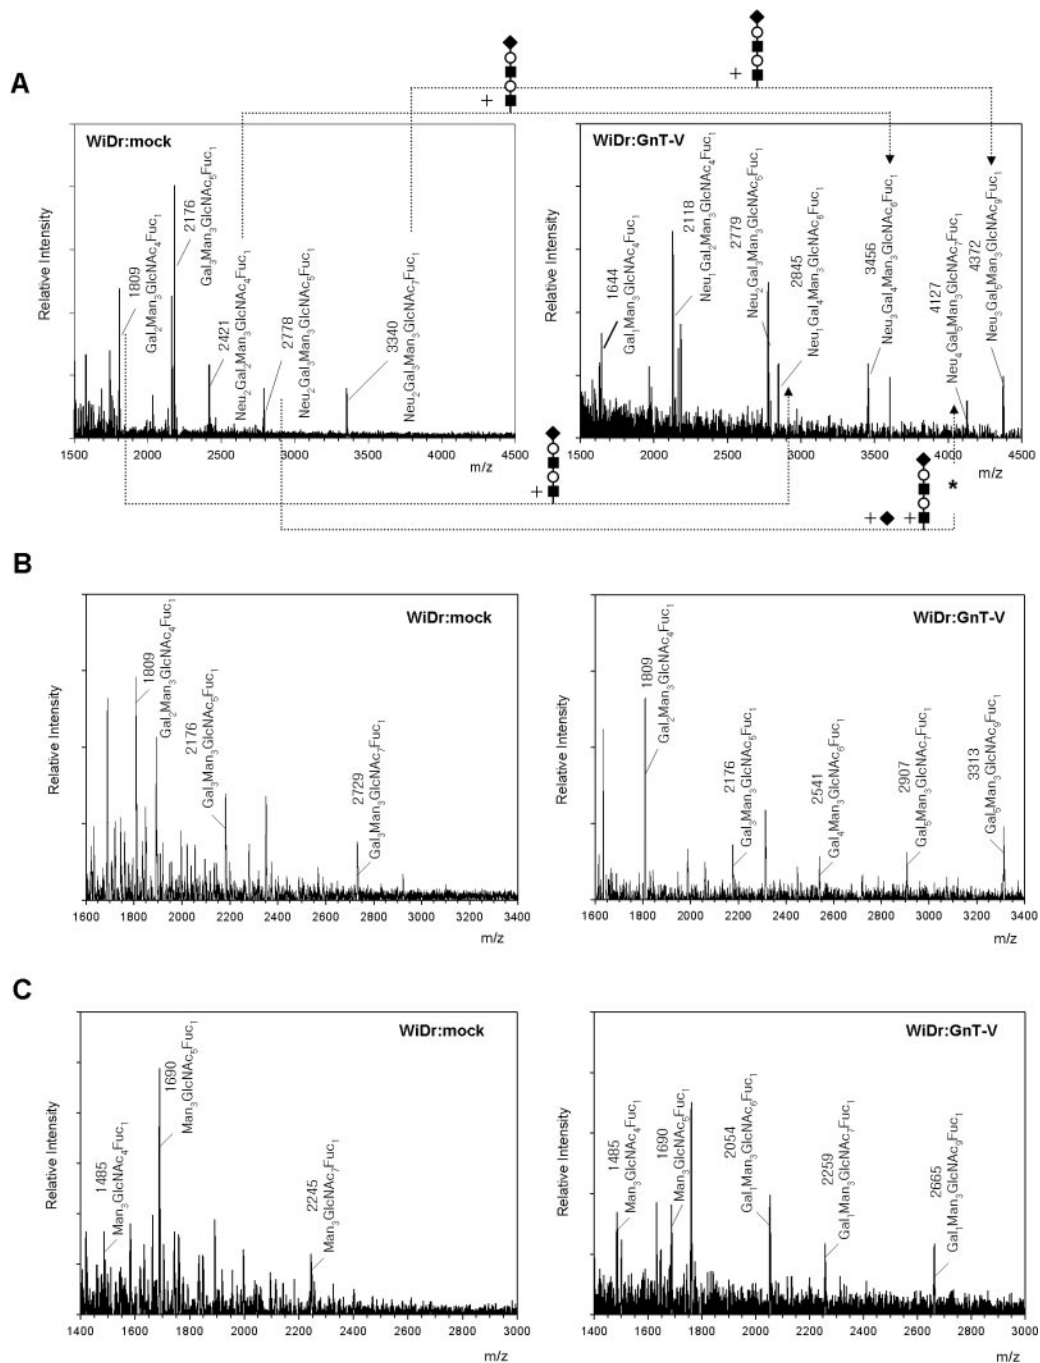 A
+
+
WiDr:mock
Relative Intensity
1809
Gal2Man3GlcNAc4Fuc1
2176
Gal3Man3GlcNAc5Fuc1
2421
Neu2Gal2Man3GlcNAc4Fuc1
2778
Neu2Gal3Man3GlcNAc5Fuc1
3340
Neu2Gal3Man3GlcNAc7Fuc1
1500 2000 2500 3000 3500 4000 4500
m/z
WiDr:GnT-V
Relative Intensity
1644
Gal1Man3GlcNAc4Fuc1
2118
Neu1Gal2Man3GlcNAc4Fuc1
2779
Neu2Gal3Man3GlcNAc5Fuc1
2845
Neu1Gal4Man3GlcNAc6Fuc1
3456
Neu3Gal4Man3GlcNAc6Fuc1
4127
Neu4Gal5Man3GlcNAc7Fuc1
4372
Neu3Gal5Man3GlcNAc9Fuc1
1500 2000 2500 3000 3500 4000 4500
m/z
+
+ +
*
B
WiDr:mock
Relative Intensity
1809
Gal2Man3GlcNAc4Fuc1
2176
Gal3Man3GlcNAc5Fuc1
2729
Gal3Man3GlcNAc7Fuc1
1600 1800 2000 2200 2400 2600 2800 3000 3200 3400
m/z
WiDr:GnT-V
Relative Intensity
1809
Gal2Man3GlcNAc4Fuc1
2176
Gal3Man3GlcNAc5Fuc1
2541
Gal4Man3GlcNAc6Fuc1
2907
Gal5Man3GlcNAc7Fuc1
3313
Gal5Man3GlcNAc9Fuc1
1600 1800 2000 2200 2400 2600 2800 3000 3200 3400
m/z
C
WiDr:mock
Relative Intensity
1485
Man3GlcNAc4Fuc1
1690
Man3GlcNAc5Fuc1
2245
Man3GlcNAc7Fuc1
1400 1600 1800 2000 2200 2400 2600 2800 3000
m/z
WiDr:GnT-V
Relative Intensity
1485
Man3GlcNAc4Fuc1
1690
Man3GlcNAc5Fuc1
2054
Gal1Man3GlcNAc6Fuc1
2259
Gal1Man3GlcNAc7Fuc1
2665
Gal1Man3GlcNAc9Fuc1
1400 1600 1800 2000 2200 2400 2600 2800 3000
m/z